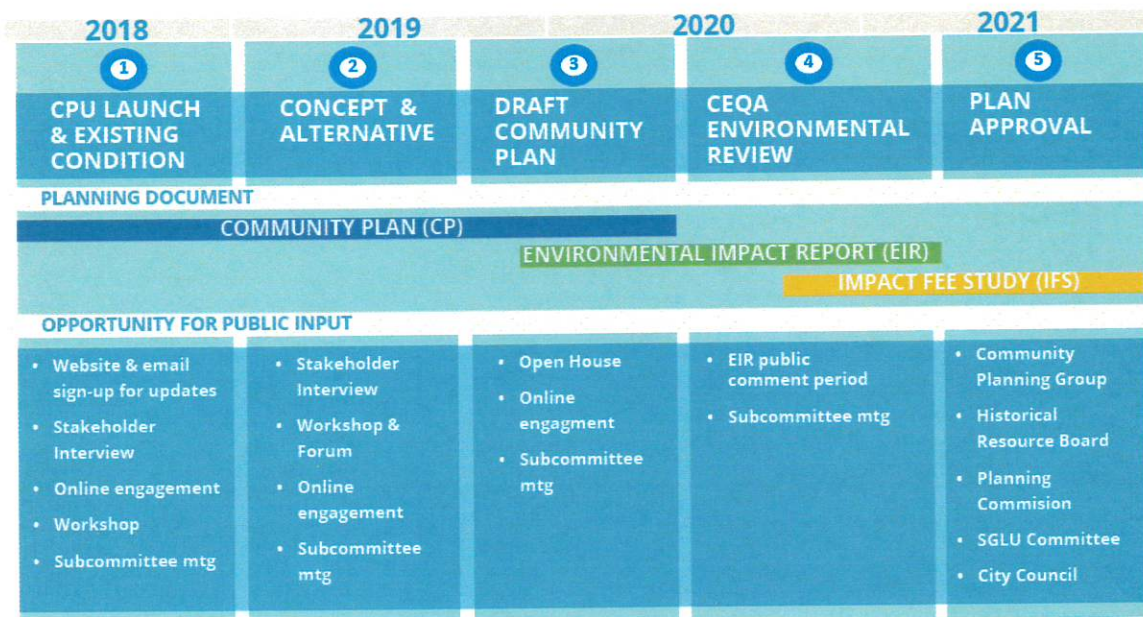 2018
2019
2020
2021
1
CPU LAUNCH
& EXISTING
CONDITION
2
CONCEPT &
ALTERNATIVE
3
DRAFT
COMMUNITY
PLAN
4
CEQA
ENVIRONMENTAL
REVIEW
5
PLAN
APPROVAL
PLANNING DOCUMENT
COMMUNITY PLAN (CP)
ENVIRONMENTAL IMPACT REPORT (EIR)
IMPACT FEE STUDY (IFS)
OPPORTUNITY FOR PUBLIC INPUT
• Website & email
sign-up for updates
• Stakeholder
Interview
• Online engagement
• Workshop
• Subcommittee mtg
• Stakeholder
Interview
• Workshop &
Forum
• Online
engagement
• Subcommittee
mtg
• Open House
• Online
engagment
• Subcommittee
mtg
• EIR public
comment period
• Subcommittee mtg
• Community
Planning Group
• Historical
Resource Board
• Planning
Commision
• SGLU Committee
• City Council